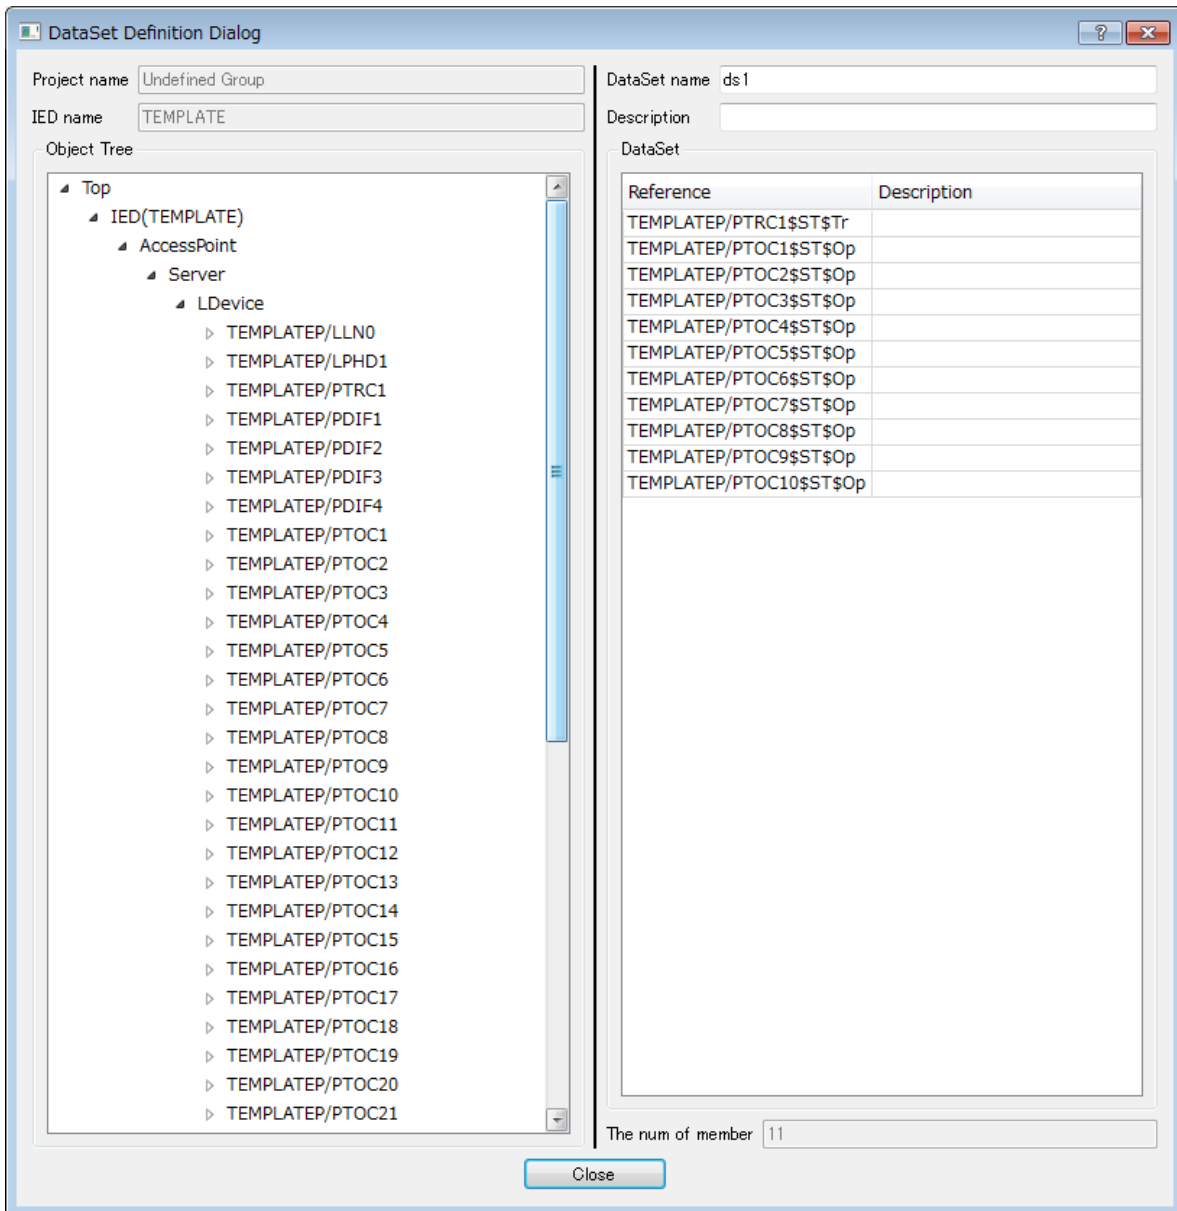 DataSet Definition Dialog
Project name Undefined Group
IED name TEMPLATE
Object Tree
Top
IED(TEMPLATE)
AccessPoint
Server
LDevice
TEMPLATEP/LLN0
TEMPLATEP/LPHD1
TEMPLATEP/PTRC1
TEMPLATEP/PDIF1
TEMPLATEP/PDIF2
TEMPLATEP/PDIF3
TEMPLATEP/PDIF4
TEMPLATEP/PTOC1
TEMPLATEP/PTOC2
TEMPLATEP/PTOC3
TEMPLATEP/PTOC4
TEMPLATEP/PTOC5
TEMPLATEP/PTOC6
TEMPLATEP/PTOC7
TEMPLATEP/PTOC8
TEMPLATEP/PTOC9
TEMPLATEP/PTOC10
TEMPLATEP/PTOC11
TEMPLATEP/PTOC12
TEMPLATEP/PTOC13
TEMPLATEP/PTOC14
TEMPLATEP/PTOC15
TEMPLATEP/PTOC16
TEMPLATEP/PTOC17
TEMPLATEP/PTOC18
TEMPLATEP/PTOC19
TEMPLATEP/PTOC20
TEMPLATEP/PTOC21
DataSet name ds1
Description
DataSet
Reference Description
TEMPLATEP/PTRC1$ST$Tr
TEMPLATEP/PTOC1$ST$Op
TEMPLATEP/PTOC2$ST$Op
TEMPLATEP/PTOC3$ST$Op
TEMPLATEP/PTOC4$ST$Op
TEMPLATEP/PTOC5$ST$Op
TEMPLATEP/PTOC6$ST$Op
TEMPLATEP/PTOC7$ST$Op
TEMPLATEP/PTOC8$ST$Op
TEMPLATEP/PTOC9$ST$Op
TEMPLATEP/PTOC10$ST$Op
The num of member 11
Close